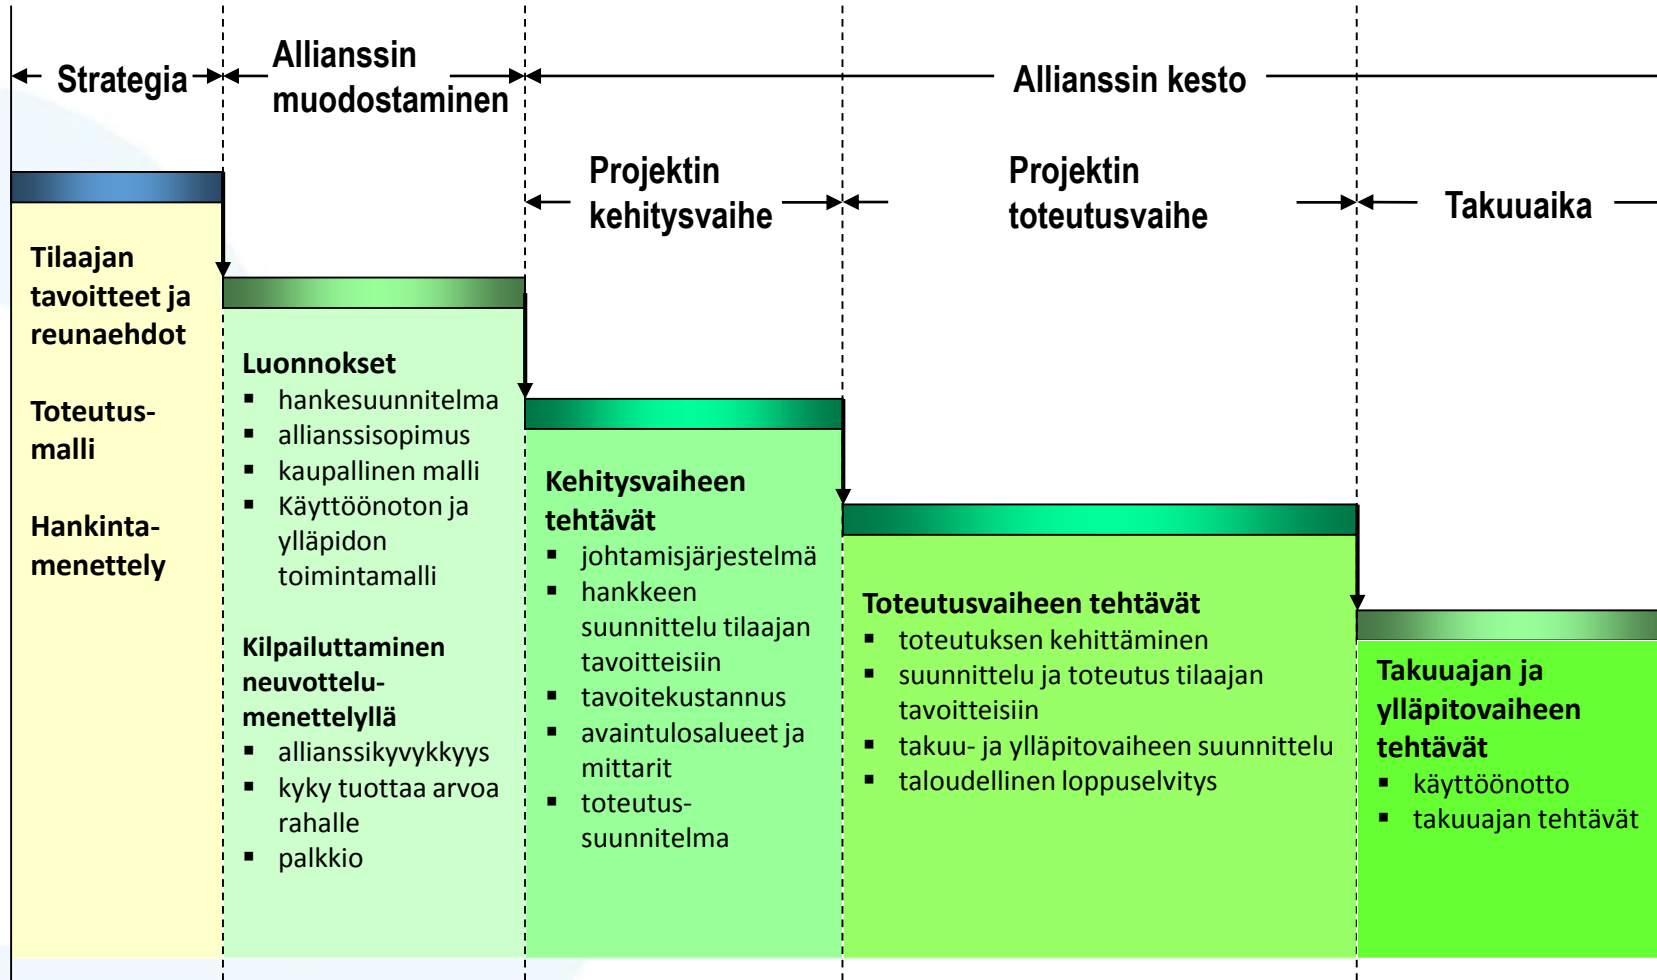 Strategia
Allianssin
muodostaminen
Allianssin kesto
Projektin
kehitysvaihe
Projektin
toteutusvaihe
Takuuaika
Tilaajan
tavoitteet ja
reunaehdot
Toteutus-
malli
Hankinta-
menettely
Luonnokset
▪ hankesuunnitelma
▪ allianssisopimus
▪ kaupallinen malli
▪ Käyttöönoton ja
ylläpidon
toimintamalli
Kilpailuttaminen
neuvottelu-
menettelyllä
▪ allianssikyvykkyys
▪ kyky tuottaa arvoa
rahalle
▪ palkkio
Kehitysvaiheen
tehtävät
▪ johtamisjärjestelmä
▪ hankkeen
suunnittelu tilaajan
tavoitteisiin
▪ tavoitekustannus
▪ avaintulosalueet ja
mittarit
▪ toteutus-
suunnitelma
Toteutusvaiheen tehtävät
▪ toteutuksen kehittäminen
▪ suunnittelu ja toteutus tilaajan
tavoitteisiin
▪ takuu- ja ylläpitovaiheen suunnittelu
▪ taloudellinen loppuselvitys
Takuuajan ja
ylläpitovaiheen
tehtävät
▪ käyttöönotto
▪ takuuajan tehtävät